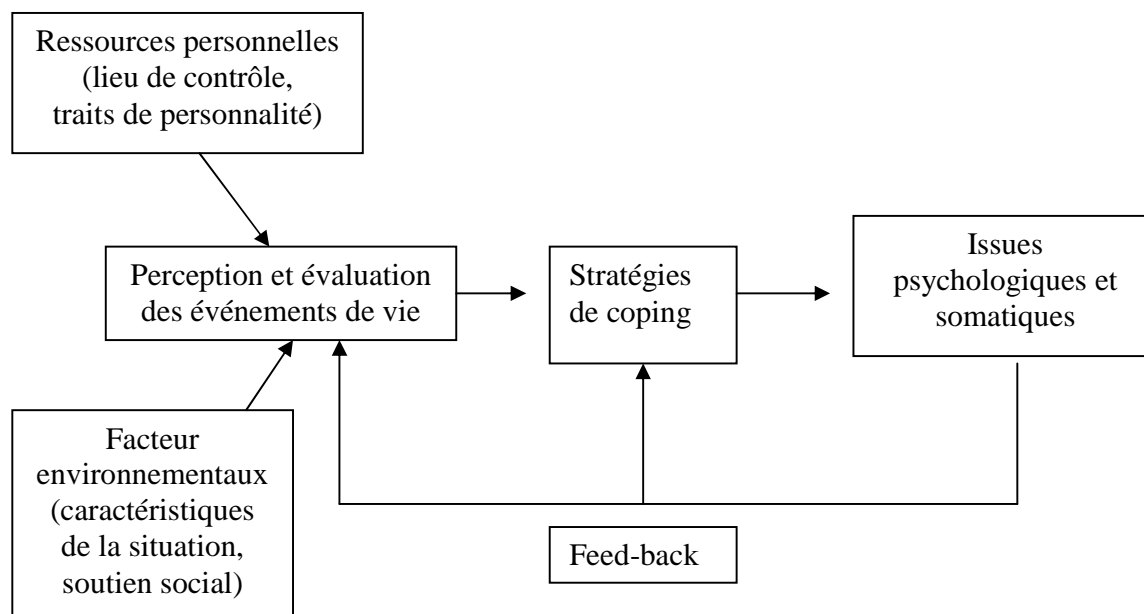 Ressources personnelles
(lieu de contrôle,
traits de personnalité)
Perception et évaluation
des événements de vie
Stratégies
de coping
Issues
psychologiques et
somatiques
Facteur
environnementaux
(caractéristiques
de la situation,
soutien social)
Feed-back